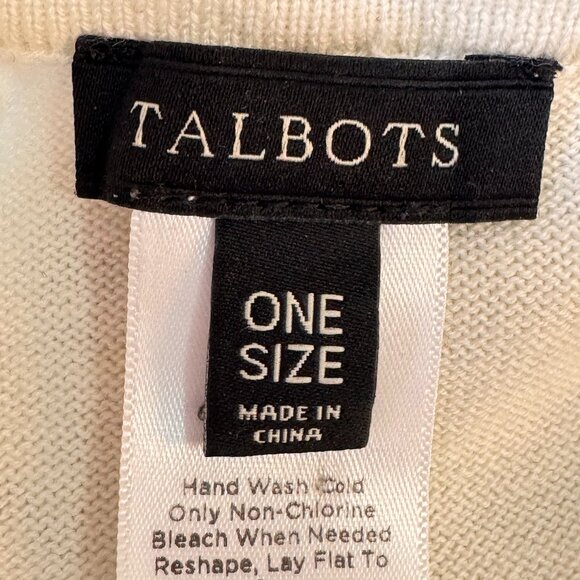 TALBOTS
ONE
SIZE
MADE IN
CHINA
Hand Wash Cold
Only Non-Chlorine
Bleach When Needed
Reshape, Lay Flat To